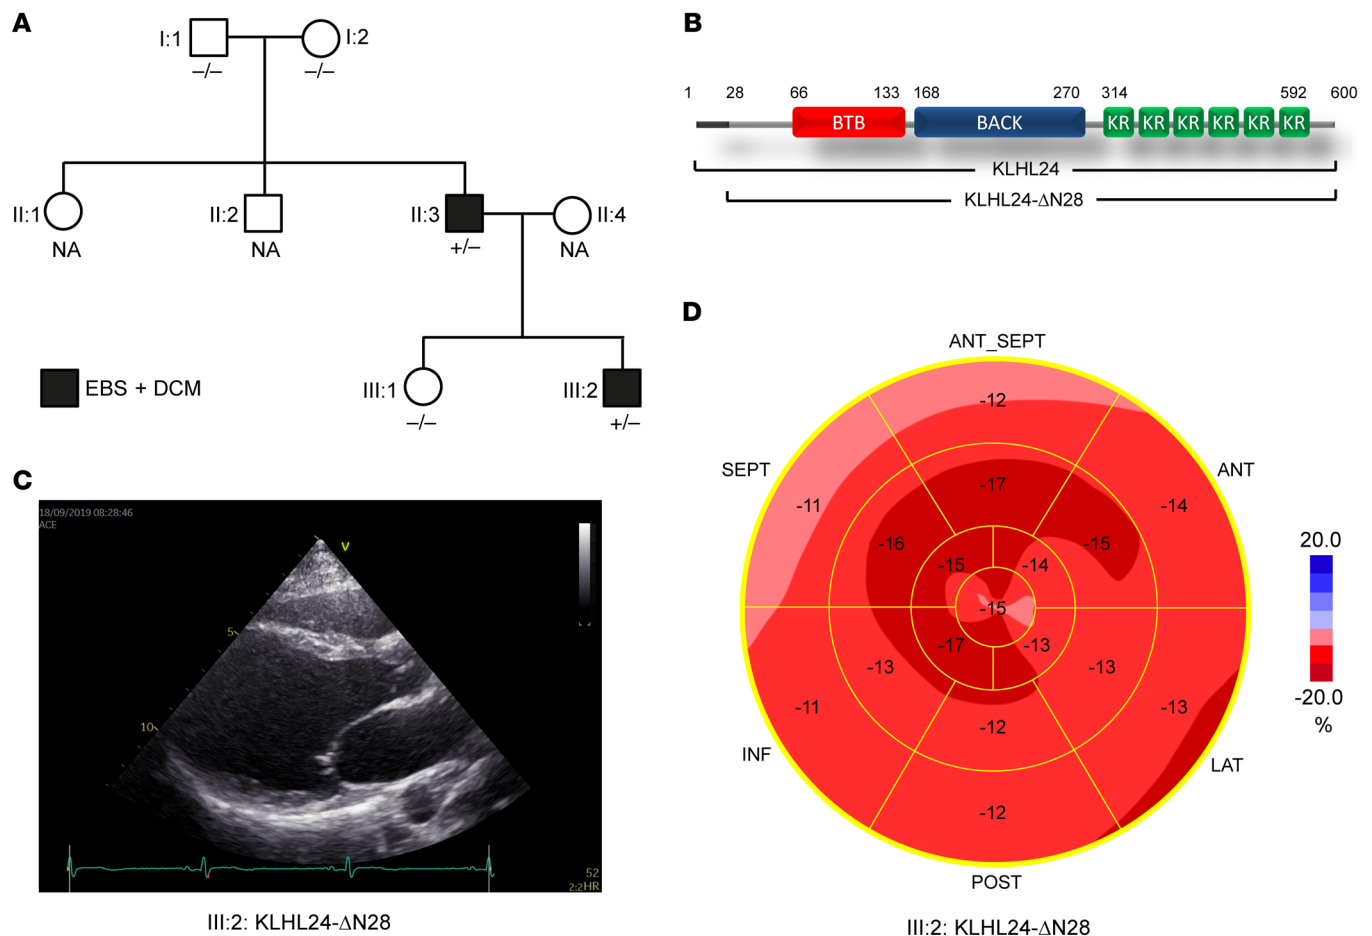 A
I:1
I:2
–/–
–/–
II:1
II:2
II:3
II:4
NA
NA
+/–
NA
EBS + DCM
III:1
III:2
–/–
+/–
B
1 28 66 133 168 270 314 592 600
BTB BACK KR KR KR KR KR KR
KLHL24
KLHL24-ΔN28
C
18/09/2019 08:28:46
ACE
V
5
10
52
2:2HR
III:2: KLHL24-ΔN28
D
ANT_SEPT
SEPT
ANT
-12
-11
-14
-17
-16
-15
-15
-14
-15
-17
-13
-13
-13
-11
-13
-12
-12
INF
LAT
POST
20.0
-20.0
%
III:2: KLHL24-ΔN28